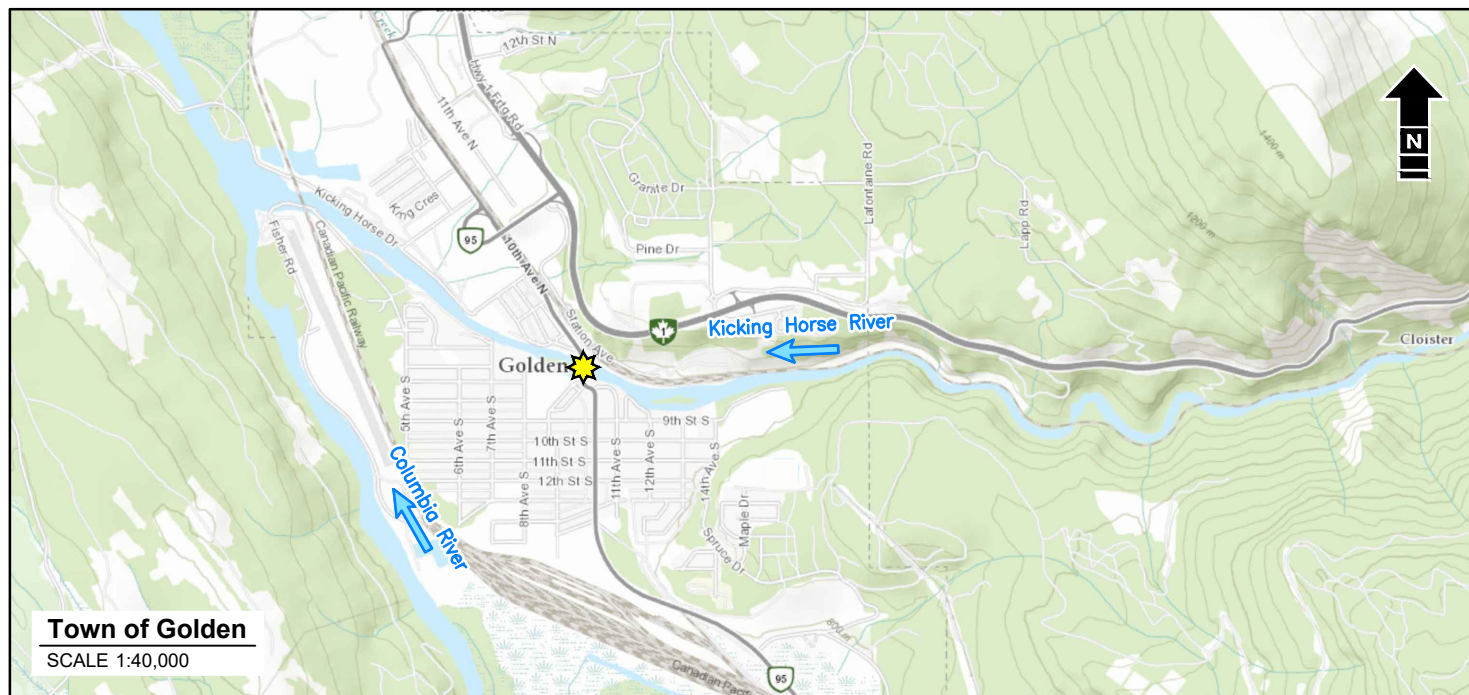 Creek
12th St N
Hwy 1 Frtg Rd
11th Ave N
1400 m
N
Granite Dr
Lafontaine Rd
King Cres
Kicking Horse Dr
Lapp Rd
1200 m
95
10th Ave N
Pine Dr
Fisher Rd
Canadian Pacific Railway
Station Ave
1
Kicking Horse River
Cloister
Golden
5th Ave S
6th Ave S
7th Ave S
9th St S
10th St S
11th St S
12th St S
8th Ave S
11th Ave S
12th Ave S
14th Ave S
Columbia River
Maple Dr
Spruce Dr
800 m
Town of Golden
SCALE 1:40,000
Canadian Pacific
95